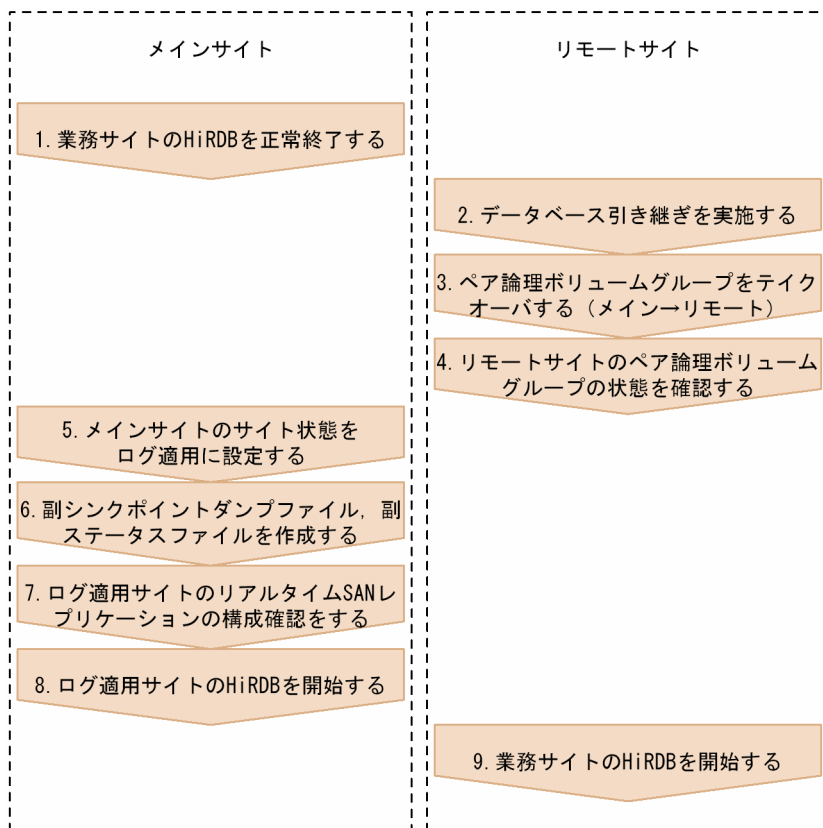 メインサイト
リモートサイト
1.業務サイトのHiRDBを正常終了する
2.データベース引き継ぎを実施する
3.ペア論理ボリュームグループをテイク
オーバする（メイン→リモート）
4.リモートサイトのペア論理ボリューム
グループの状態を確認する
5.メインサイトのサイト状態を
ログ適用に設定する
6.副シンクポイントダンプファイル，副
ステータスファイルを作成する
7.ログ適用サイトのリアルタイムSANレ
プリケーションの構成確認をする
8.ログ適用サイトのHiRDBを開始する
9.業務サイトのHiRDBを開始する